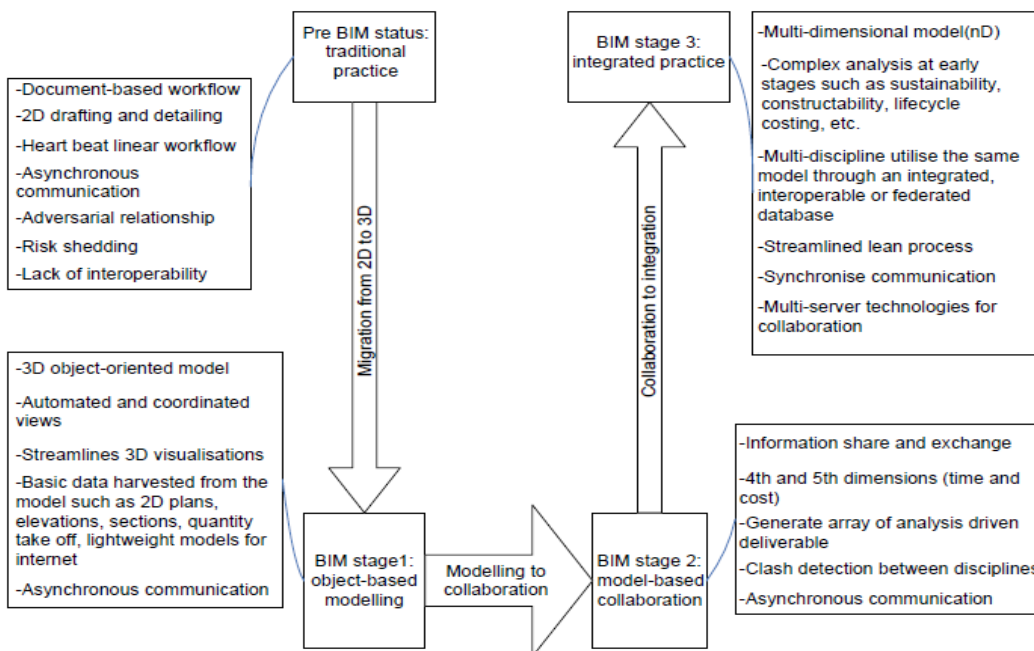 Pre BIM status:
traditional
practice
-Document-based workflow
-2D drafting and detailing
-Heart beat linear workflow
-Asynchronous
communication
-Adversarial relationship
-Risk shedding
-Lack of interoperability
Migration from 2D to 3D
-3D object-oriented model
-Automated and coordinated
views
-Streamlines 3D visualisations
-Basic data harvested from the
model such as 2D plans,
elevations, sections, quantity
take off, lightweight models for
internet
-Asynchronous communication
BIM stage1:
object-based
modelling
Modelling to
collaboration
BIM stage 2:
model-based
collaboration
-Information share and exchange
-4th and 5th dimensions (time and
cost)
-Generate array of analysis driven
deliverable
-Clash detection between disciplines
-Asynchronous communication
Collaboration to integration
BIM stage 3:
integrated practice
-Multi-dimensional model(nD)
-Complex analysis at early
stages such as sustainability,
constructability, lifecycle
costing, etc.
-Multi-discipline utilise the same
model through an integrated,
interoperable or federated
database
-Streamlined lean process
-Synchronise communication
-Multi-server technologies for
collaboration